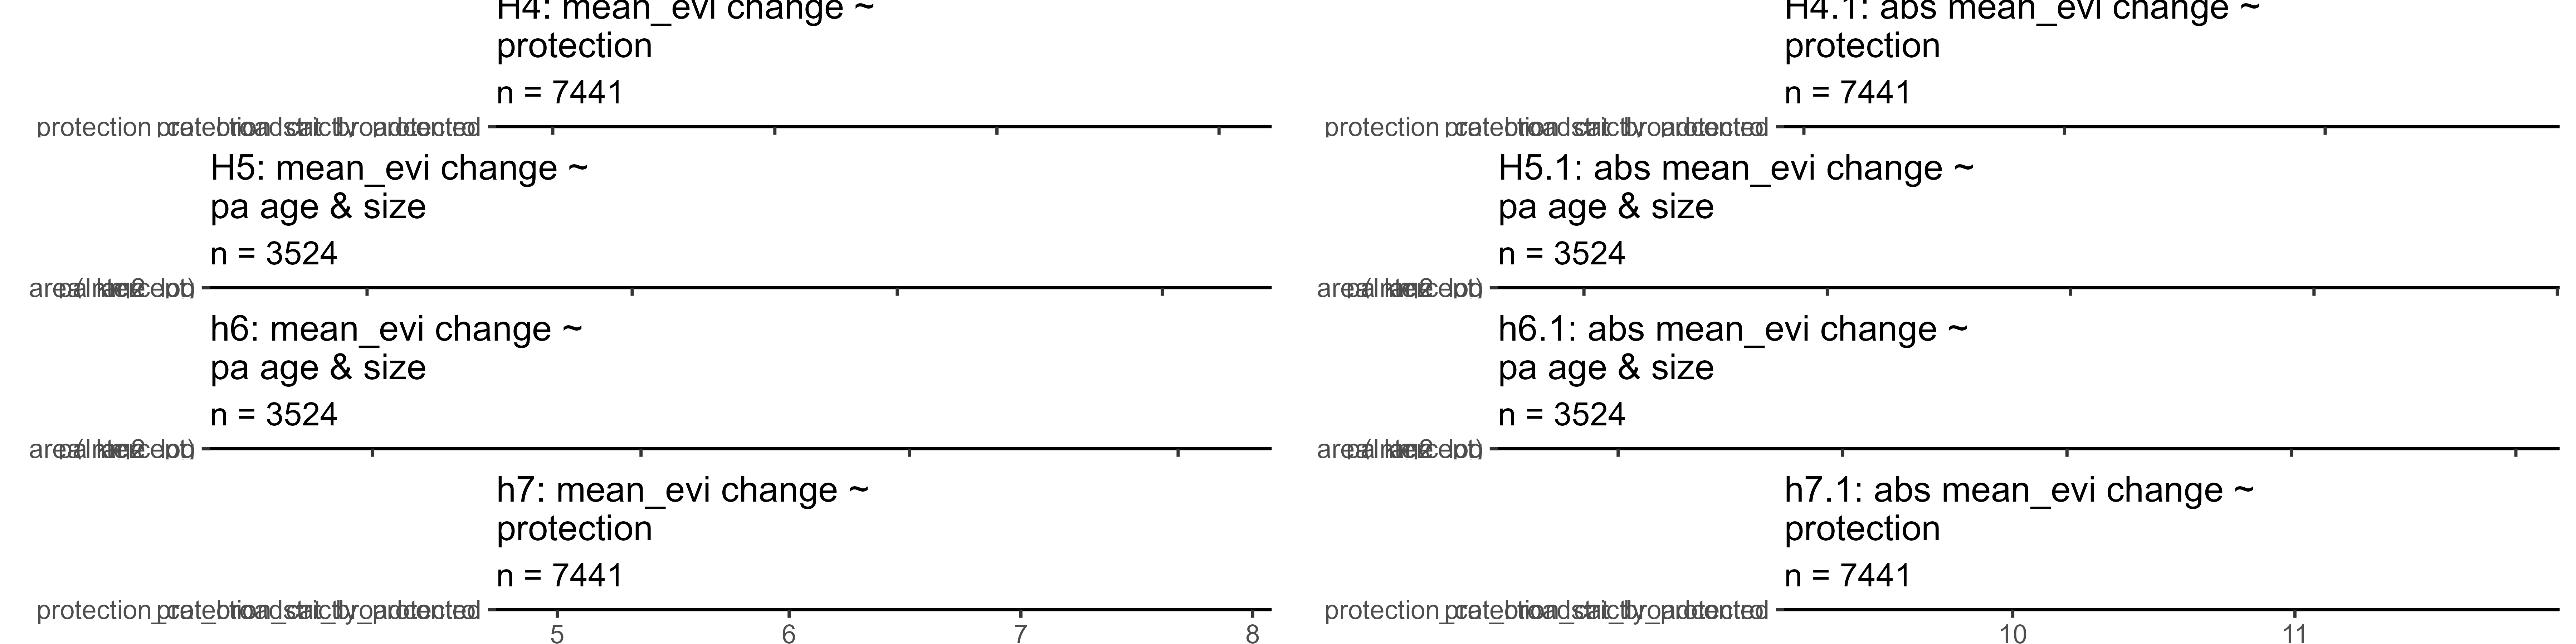 H4: mean_evi change ~
protection
n = 7441
H5: mean_evi change ~
pa age & size
n = 3524
h6: mean_evi change ~
pa age & size
n = 3524
h7: mean_evi change ~
protection
n = 7441
5 6 7 8
H4.1: abs mean_evi change ~
protection
n = 7441
H5.1: abs mean_evi change ~
pa age & size
n = 3524
h6.1: abs mean_evi change ~
pa age & size
n = 3524
h7.1: abs mean_evi change ~
protection
n = 7441
10 11